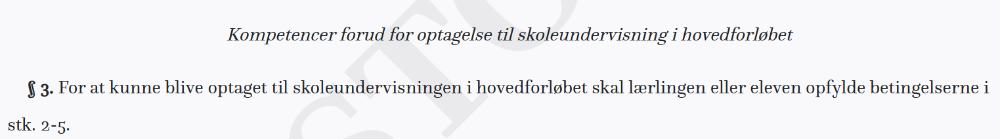 Kompetencer forud for optagelse til skoleundervisning i hovedforløbet
§ 3. For at kunne blive optaget til skoleundervisningen i hovedforløbet skal lærlingen eller eleven opfylde betingelserne i
stk. 2-5.